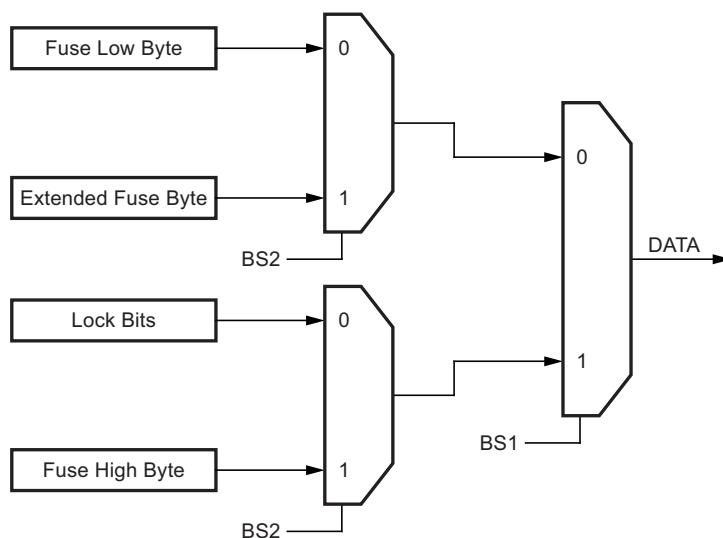 Fuse Low Byte
0
Extended Fuse Byte
1
BS2
0
DATA
Lock Bits
0
1
BS1
Fuse High Byte
1
BS2